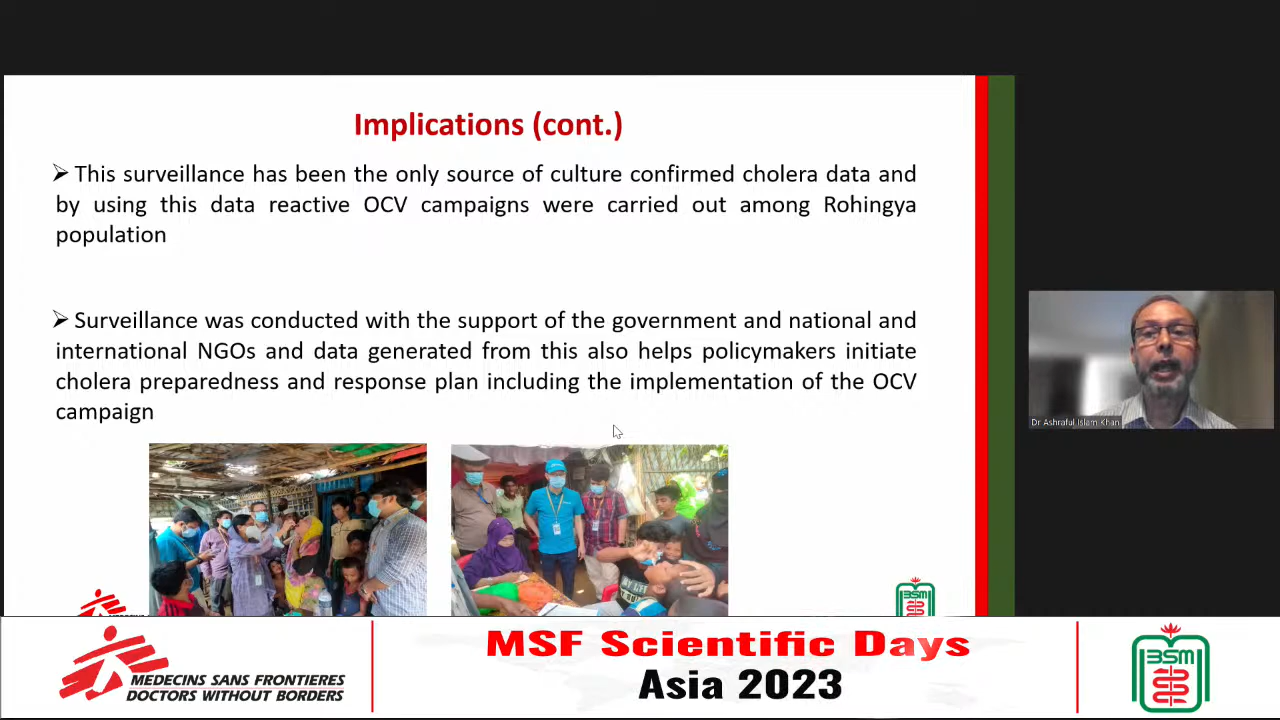 Implications (cont.)
➢ This surveillance has been the only source of culture confirmed cholera data and
by using this data reactive OCV campaigns were carried out among Rohingya
population
➢ Surveillance was conducted with the support of the government and national and
international NGOs and data generated from this also helps policymakers initiate
cholera preparedness and response plan including the implementation of the OCV
campaign
Dr Ashraful Islam Khan
BSM
MSF Scientific Days
Asia 2023
MEDECINS SANS FRONTIERES
DOCTORS WITHOUT BORDERS
BSM